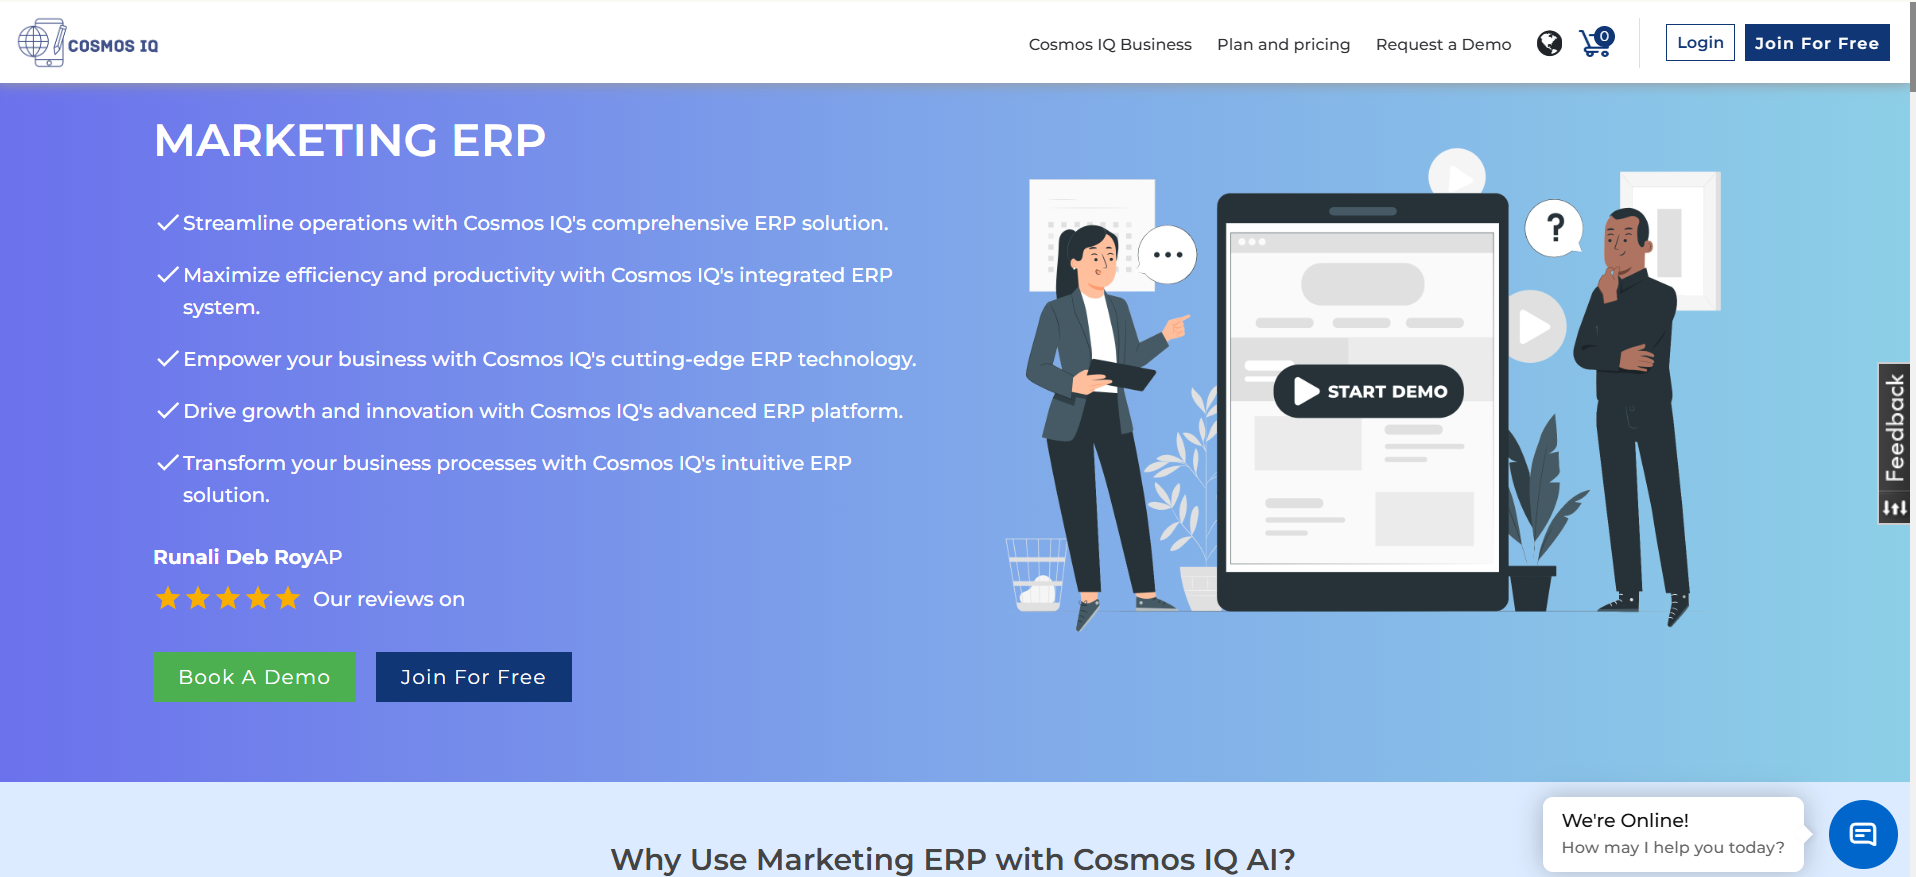 COSMOS IQ
Cosmos IQ Business
Plan and pricing
Request a Demo
0
Login
Join For Free
MARKETING ERP
Streamline operations with Cosmos IQ's comprehensive ERP solution.
Maximize efficiency and productivity with Cosmos IQ's integrated ERP
system.
Empower your business with Cosmos IQ's cutting-edge ERP technology.
Drive growth and innovation with Cosmos IQ's advanced ERP platform.
Transform your business processes with Cosmos IQ's intuitive ERP
solution.
Runali Deb RoyAP
Our reviews on
Book A Demo
Join For Free
?
START DEMO
Feedback
Why Use Marketing ERP with Cosmos IQ AI?
We're Online!
How may I help you today?